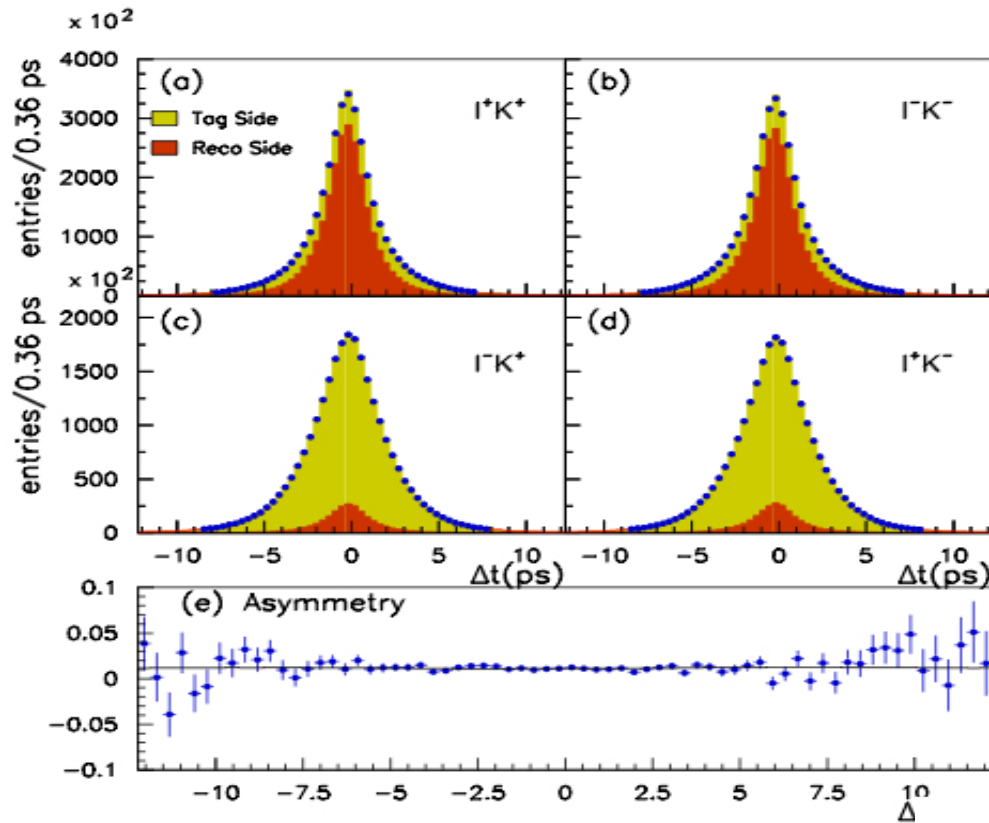 × 10²
entries/0.36 ps
4000
3000
2000
1000
0
(a)
l⁺K⁺
Tag Side
Reco Side
(b)
l⁻K⁻
× 10²
entries/0.36 ps
2000
1500
1000
500
0
(c)
l⁻K⁺
(d)
l⁺K⁻
−10 −5 0 5 10
Δt(ps)
−10 −5 0 5 10
Δt(ps)
(e) Asymmetry
0.1
0.05
0
−0.05
−0.1
−10 −7.5 −5 −2.5 0 2.5 5 7.5 10
Δ